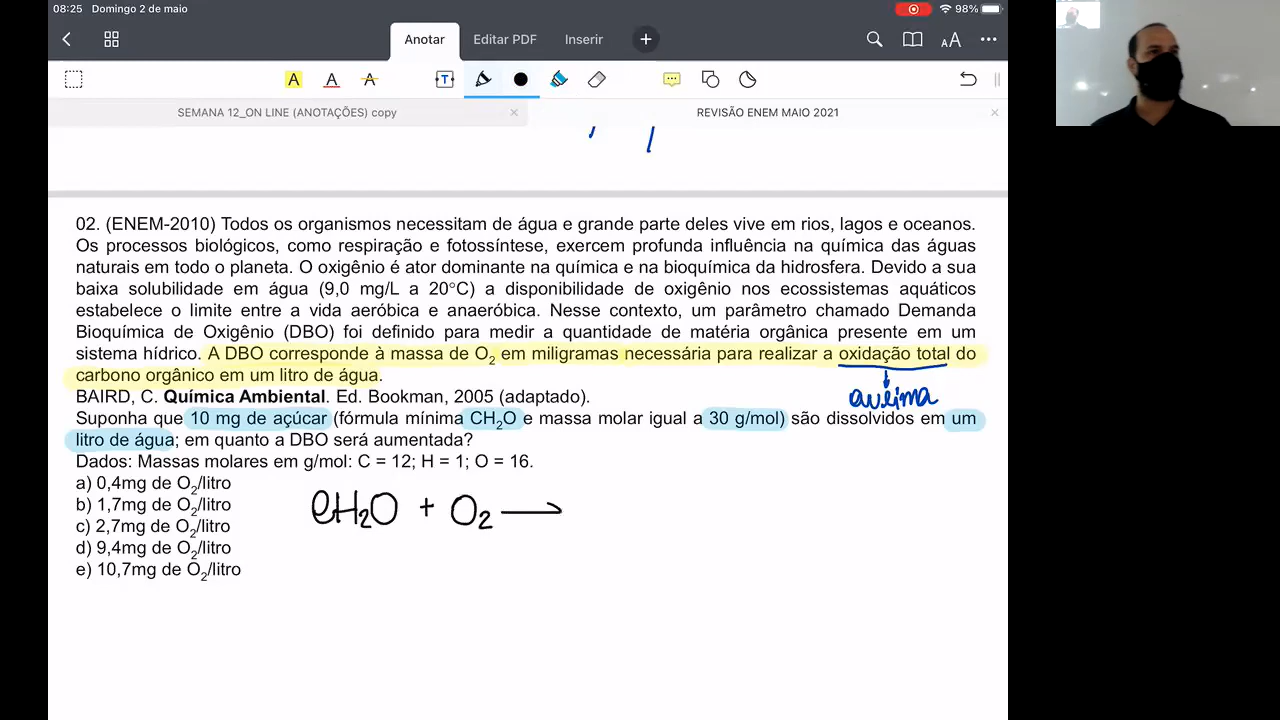 08:25 Domingo 2 de maio 98%
Anotar Editar PDF Inserir
AA
A A A T
SEMANA 12_ON LINE (ANOTAÇÕES) copy REVISÃO ENEM MAIO 2021
02. (ENEM-2010) Todos os organismos necessitam de água e grande parte deles vive em rios, lagos e oceanos.
Os processos biológicos, como respiração e fotossíntese, exercem profunda influência na química das águas
naturais em todo o planeta. O oxigênio é ator dominante na química e na bioquímica da hidrosfera. Devido a sua
baixa solubilidade em água (9,0 mg/L a 20°C) a disponibilidade de oxigênio nos ecossistemas aquáticos
estabelece o limite entre a vida aeróbica e anaeróbica. Nesse contexto, um parâmetro chamado Demanda
Bioquímica de Oxigênio (DBO) foi definido para medir a quantidade de matéria orgânica presente em um
sistema hídrico. A DBO corresponde à massa de O₂ em miligramas necessária para realizar a oxidação total do
carbono orgânico em um litro de água.
BAIRD, C. Química Ambiental. Ed. Bookman, 2005 (adaptado).
queima
Suponha que 10 mg de açúcar (fórmula mínima CH₂O e massa molar igual a 30 g/mol) são dissolvidos em um
litro de água; em quanto a DBO será aumentada?
Dados: Massas molares em g/mol: C = 12; H = 1; O = 16.
a) 0,4mg de O₂/litro
b) 1,7mg de O₂/litro
c) 2,7mg de O₂/litro
d) 9,4mg de O₂/litro
e) 10,7mg de O₂/litro
CH₂O + O₂ →